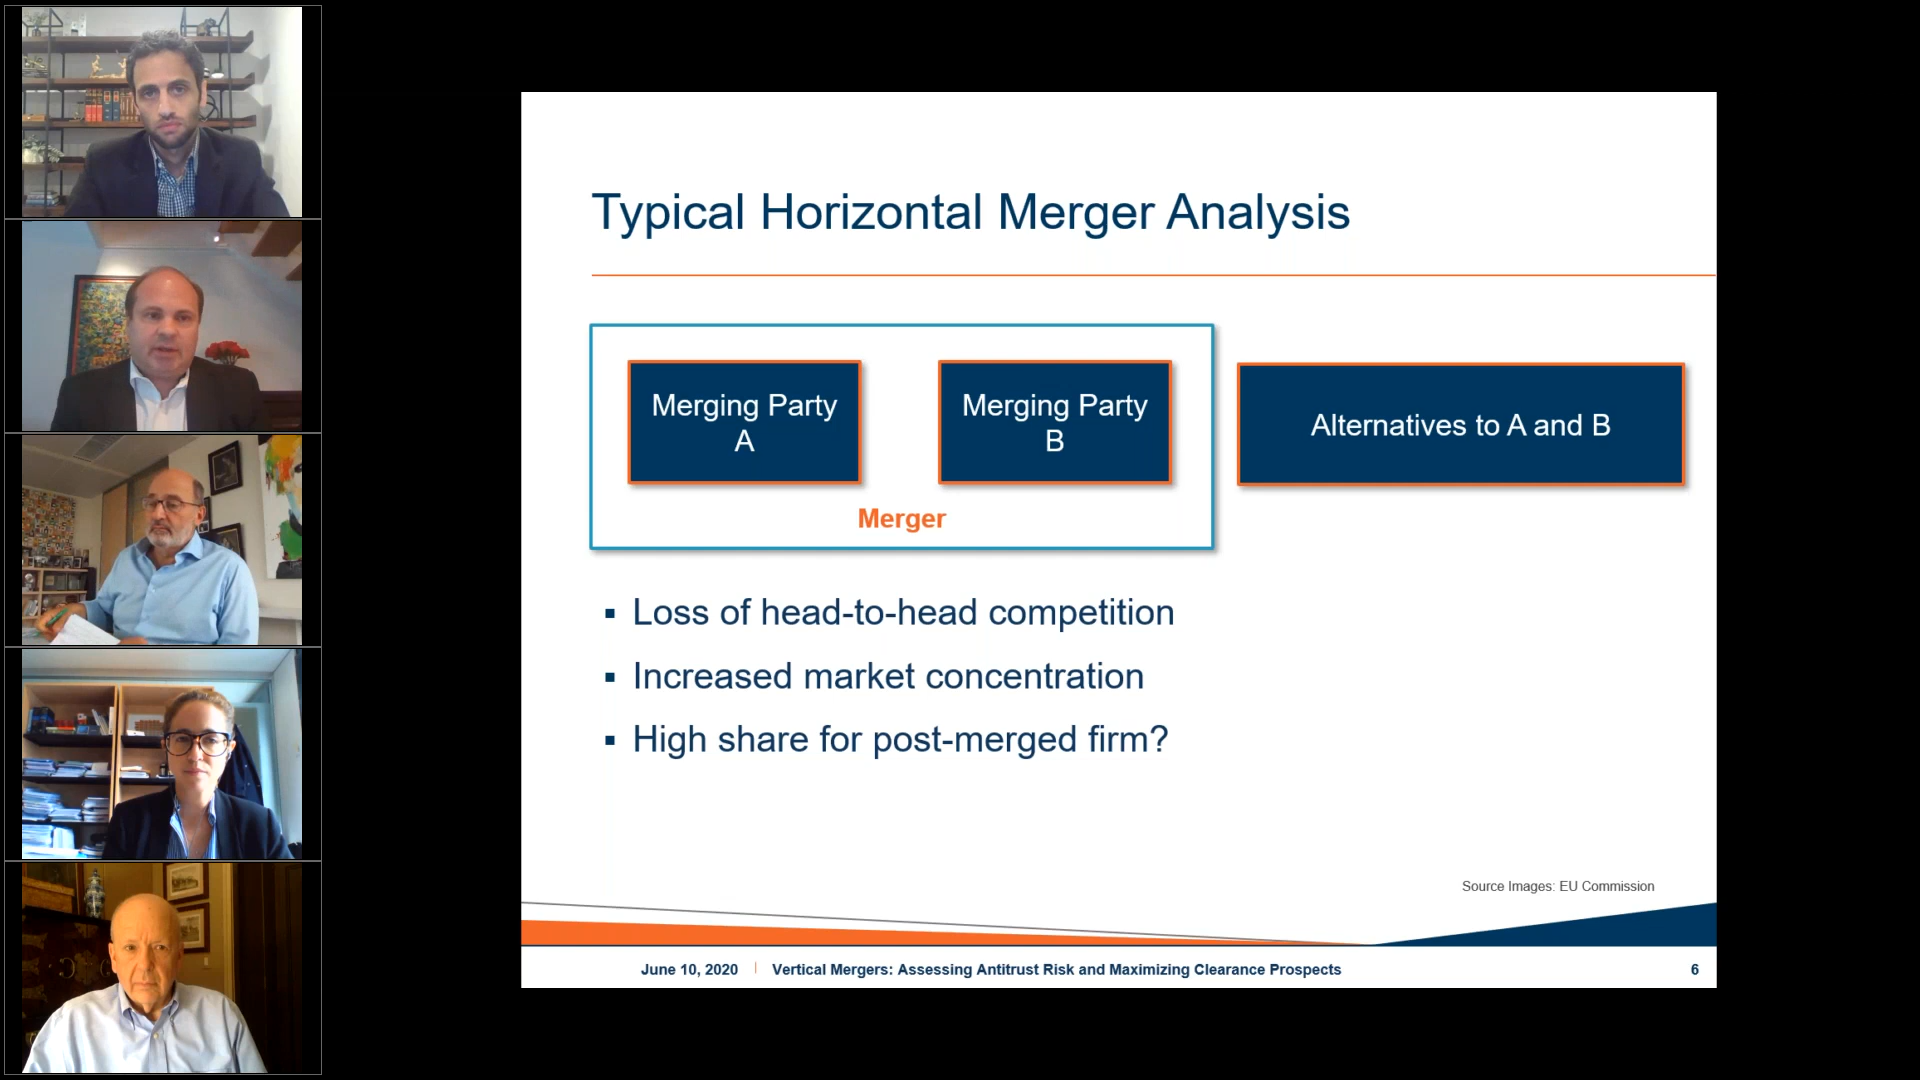 Typical Horizontal Merger Analysis
Merging Party
A
Merging Party
B
Alternatives to A and B
Merger
▪ Loss of head-to-head competition
▪ Increased market concentration
▪ High share for post-merged firm?
Source Images: EU Commission
June 10, 2020 | Vertical Mergers: Assessing Antitrust Risk and Maximizing Clearance Prospects 6